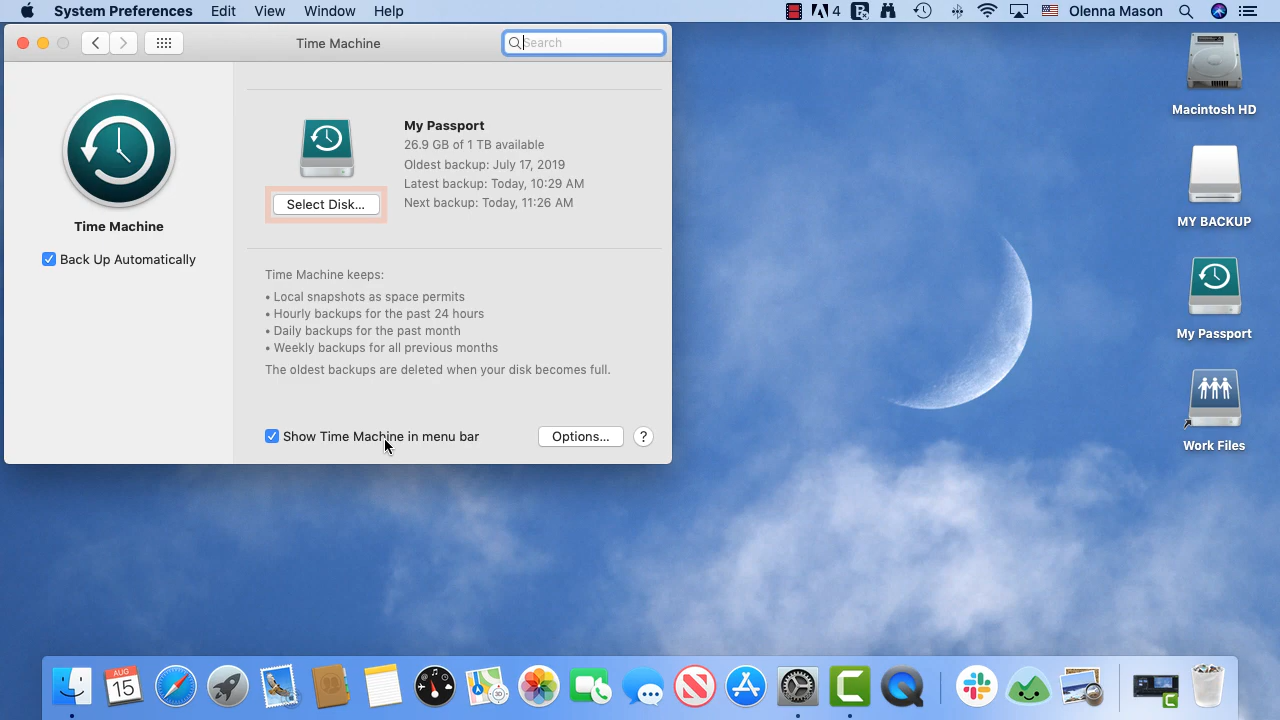 System Preferences Edit View Window Help
4 Olenna Mason
Time Machine
Search
Time Machine
Back Up Automatically
My Passport
26.9 GB of 1 TB available
Oldest backup: July 17, 2019
Latest backup: Today, 10:29 AM
Next backup: Today, 11:26 AM
Select Disk...
Time Machine keeps:
• Local snapshots as space permits
• Hourly backups for the past 24 hours
• Daily backups for the past month
• Weekly backups for all previous months
The oldest backups are deleted when your disk becomes full.
Show Time Machine in menu bar
Options...
?
Macintosh HD
MY BACKUP
My Passport
Work Files
AUG
15